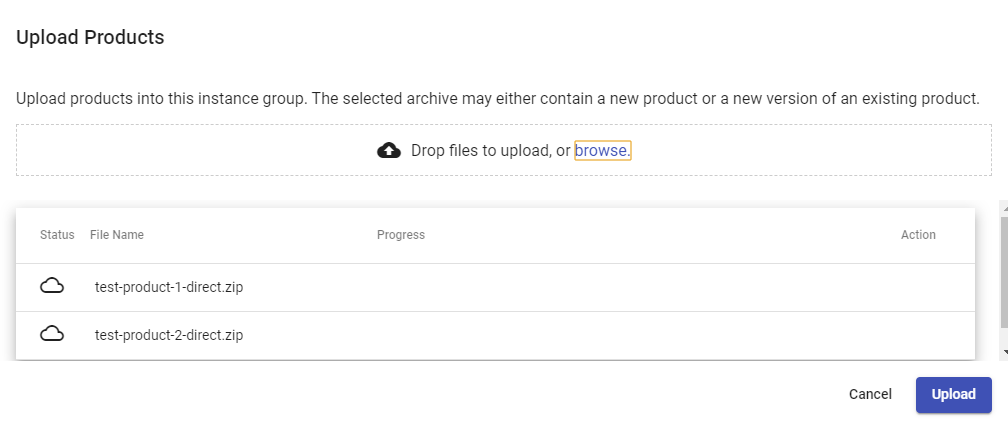 Upload Products
Upload products into this instance group. The selected archive may either contain a new product or a new version of an existing product.
Drop files to upload, or browse.
Status File Name Progress Action
test-product-1-direct.zip
test-product-2-direct.zip
Cancel Upload